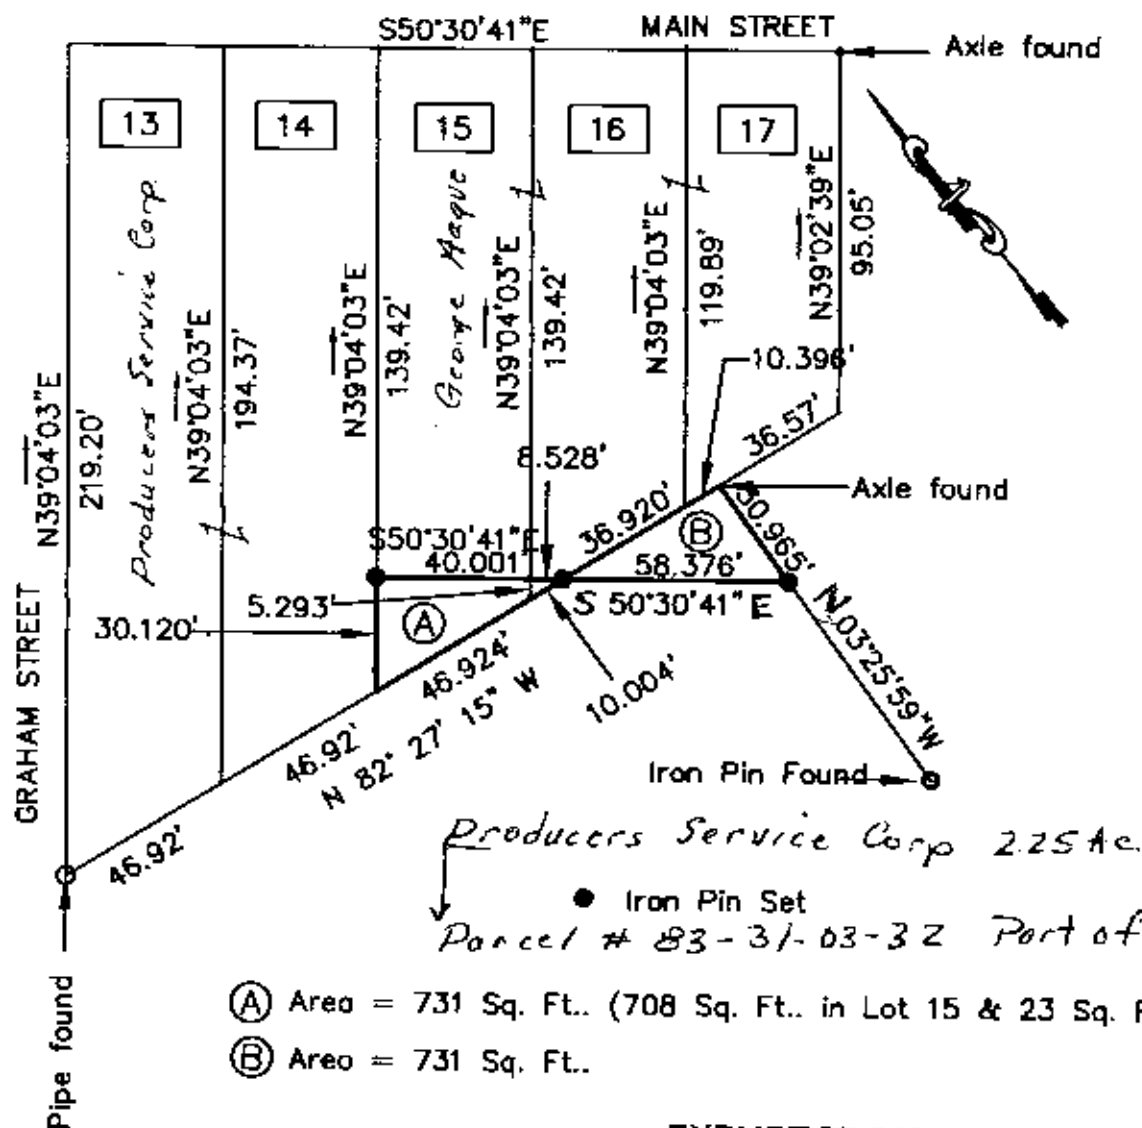 S50°30'41"E
MAIN STREET
Axle found
13
14
15
16
17
Producers Service Corp.
George Haque
N39°04'03"E
219.20'
N39°04'03"E
194.37'
N39°04'03"E
139.42'
N39°04'03"E
139.42'
N39°04'03"E
119.89'
N39°02'39"E
95.05'
10.396'
36.57'
8.528'
Axle found
36.920'
B
30.965'
S50°30'41"E
40.001'
58.376'
S 50°30'41" E
N 03°25'59"W
5.293'
A
30.120'
46.924'
10.004'
46.92'
N 82° 27' 15" W
46.92'
GRAHAM STREET
Iron Pin Found
Producers Service Corp 2.25 Ac.
Iron Pin Set
Parcel # 83-31-03-32 Part of
Pipe found
A Area = 731 Sq. Ft.. (708 Sq. Ft.. in Lot 15 & 23 Sq.
B Area = 731 Sq. Ft..